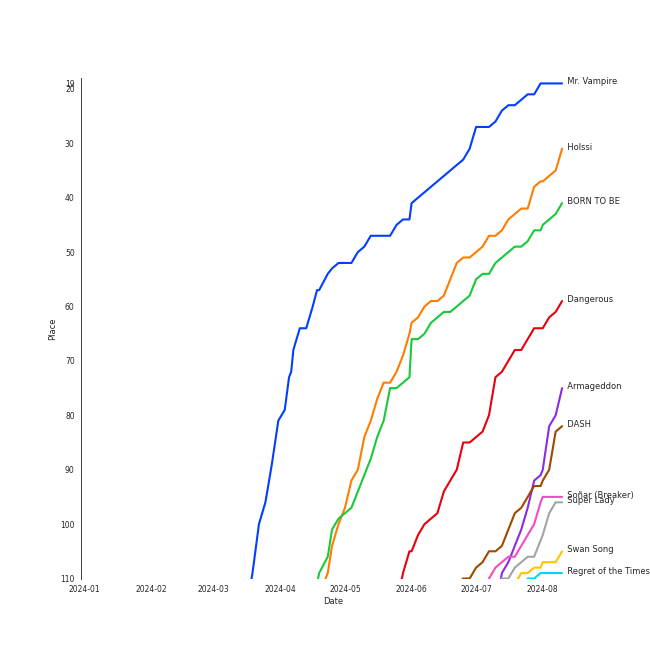 19
20
30
40
50
60
70
80
90
100
110
Place
2024-01
2024-02
2024-03
2024-04
2024-05
2024-06
2024-07
2024-08
Date
Mr. Vampire
Holssi
BORN TO BE
Dangerous
Armageddon
DASH
Soñar (Breaker)
Super Lady
Swan Song
Regret of the Times